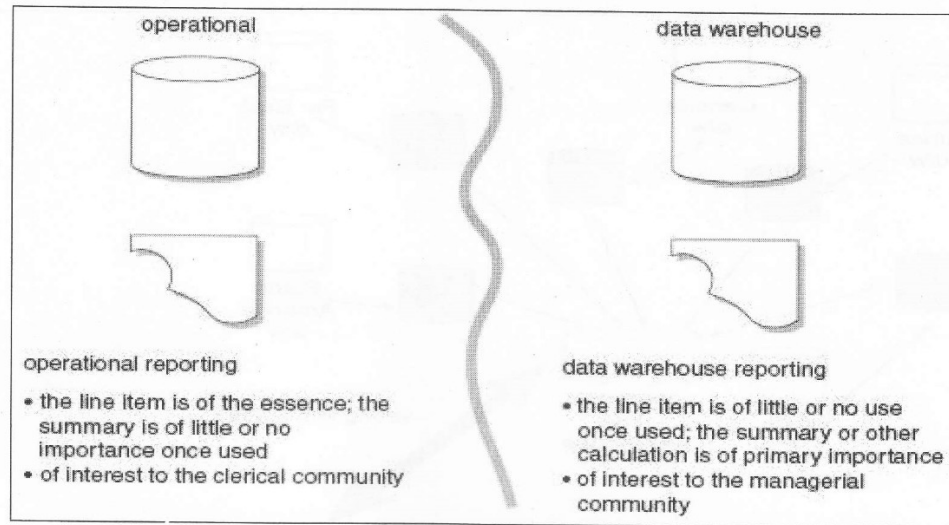 operational
operational reporting
• the line item is of the essence; the
summary is of little or no
importance once used
• of interest to the clerical community
data warehouse
data warehouse reporting
• the line item is of little or no use
once used; the summary or other
calculation is of primary importance
• of interest to the managerial
community